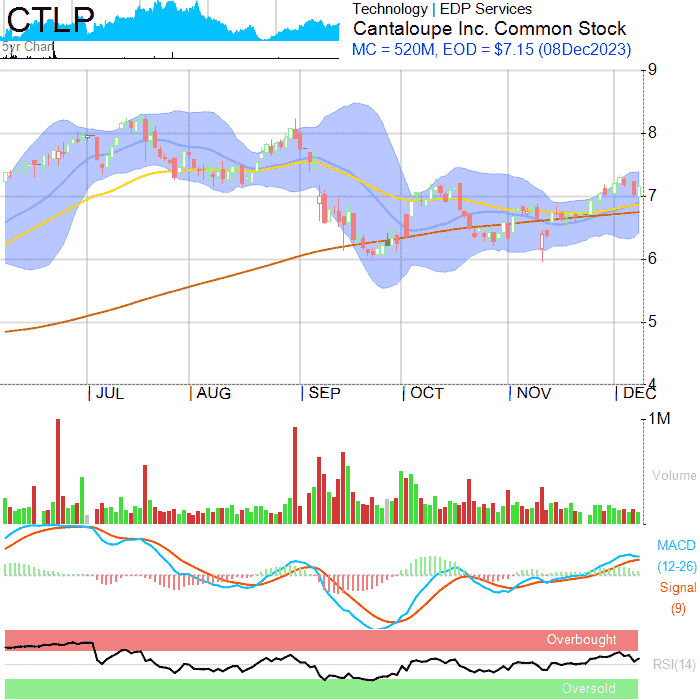 CTLP
5yr Chart
Technology | EDP Services
Cantaloupe Inc. Common Stock
MC = 520M, EOD = $7.15 (08Dec2023)
9
8
7
6
5
4
JUL AUG SEP OCT NOV DEC
1M
Volume
MACD
(12-26)
Signal
(9)
Overbought
RSI(14)
Oversold